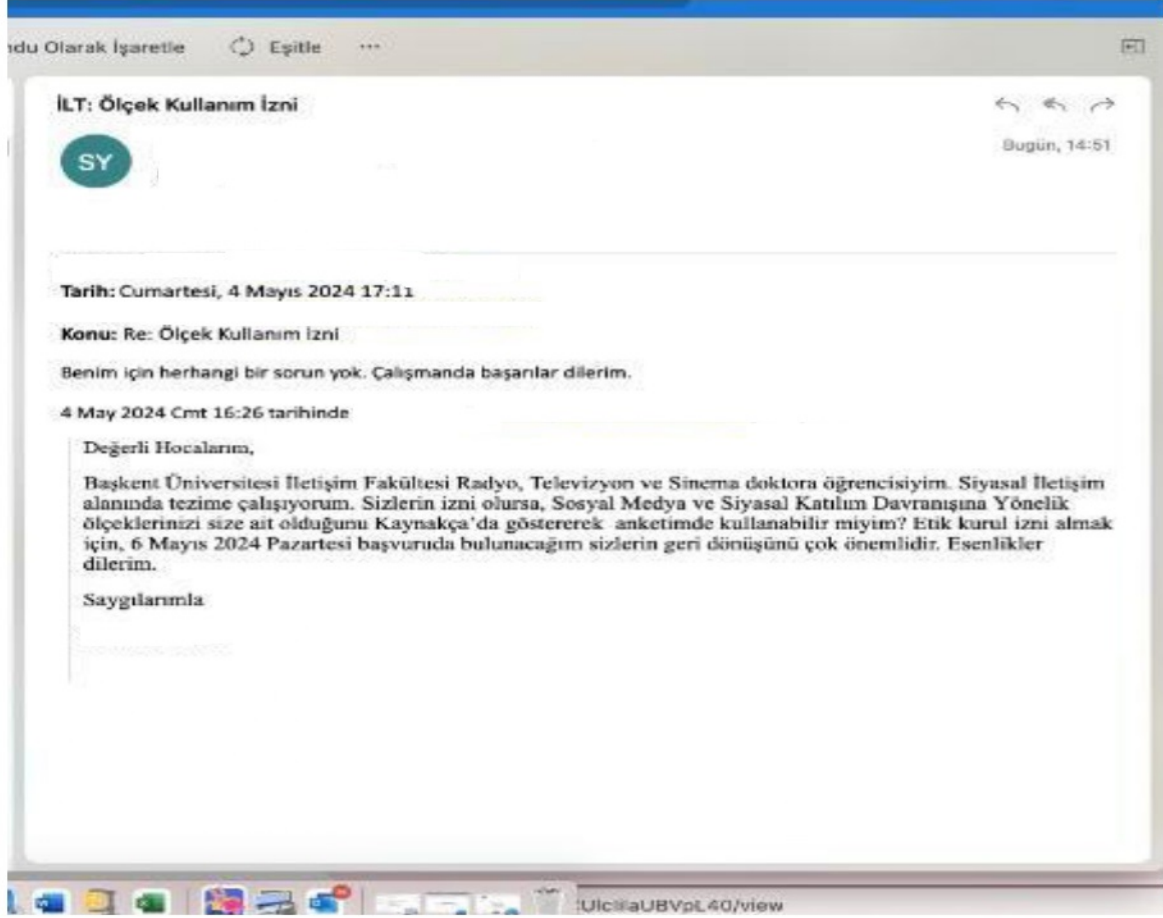 ndu Olarak İşaretle Eşitle ...
İLT: Ölçek Kullanım İzni
SY
Bugün, 14:51
Tarih: Cumartesi, 4 Mayıs 2024 17:11
Konu: Re: Ölçek Kullanım İzni
Benim için herhangi bir sorun yok. Çalışmanda başarılar dilerim.
4 May 2024 Cmt 16:26 tarihinde
Değerli Hocalarım,
Başkent Üniversitesi İletişim Fakültesi Radyo, Televizyon ve Sinema doktora öğrencisiyim. Siyasal İletişim
alanında tezime çalışıyorum. Sizlerin izni olursa, Sosyal Medya ve Siyasal Katılım Davranışına Yönelik
ölçeklerinizi size ait olduğunu Kaynakça'da göstererek anketimde kullanabilir miyim? Etik kurul izni almak
için, 6 Mayıs 2024 Pazartesi başvuruda bulunacağım sizlerin geri dönüşünü çok önemlidir. Esenlikler
dilerim.
Saygılarımla